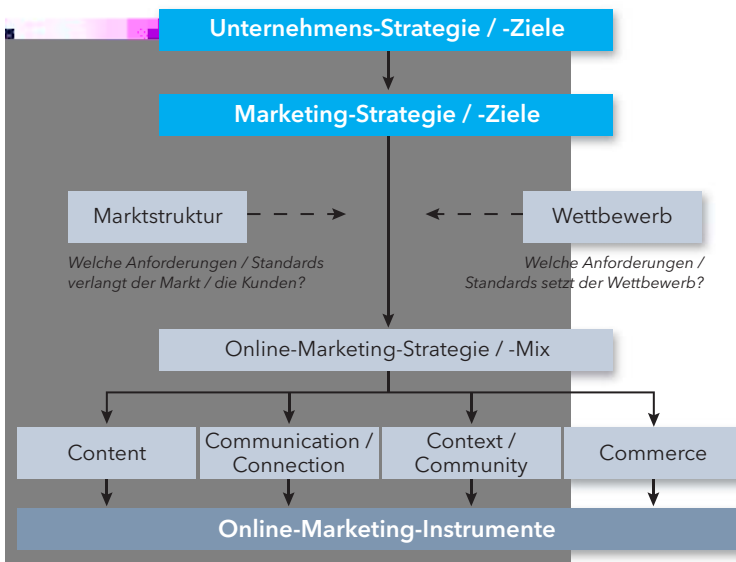 Unternehmens-Strategie / -Ziele
Marketing-Strategie / -Ziele
Marktstruktur
Wettbewerb
Welche Anforderungen / Standards
verlangt der Markt / die Kunden?
Welche Anforderungen /
Standards setzt der Wettbewerb?
Online-Marketing-Strategie / -Mix
Content
Communication /
Connection
Context /
Community
Commerce
Online-Marketing-Instrumente